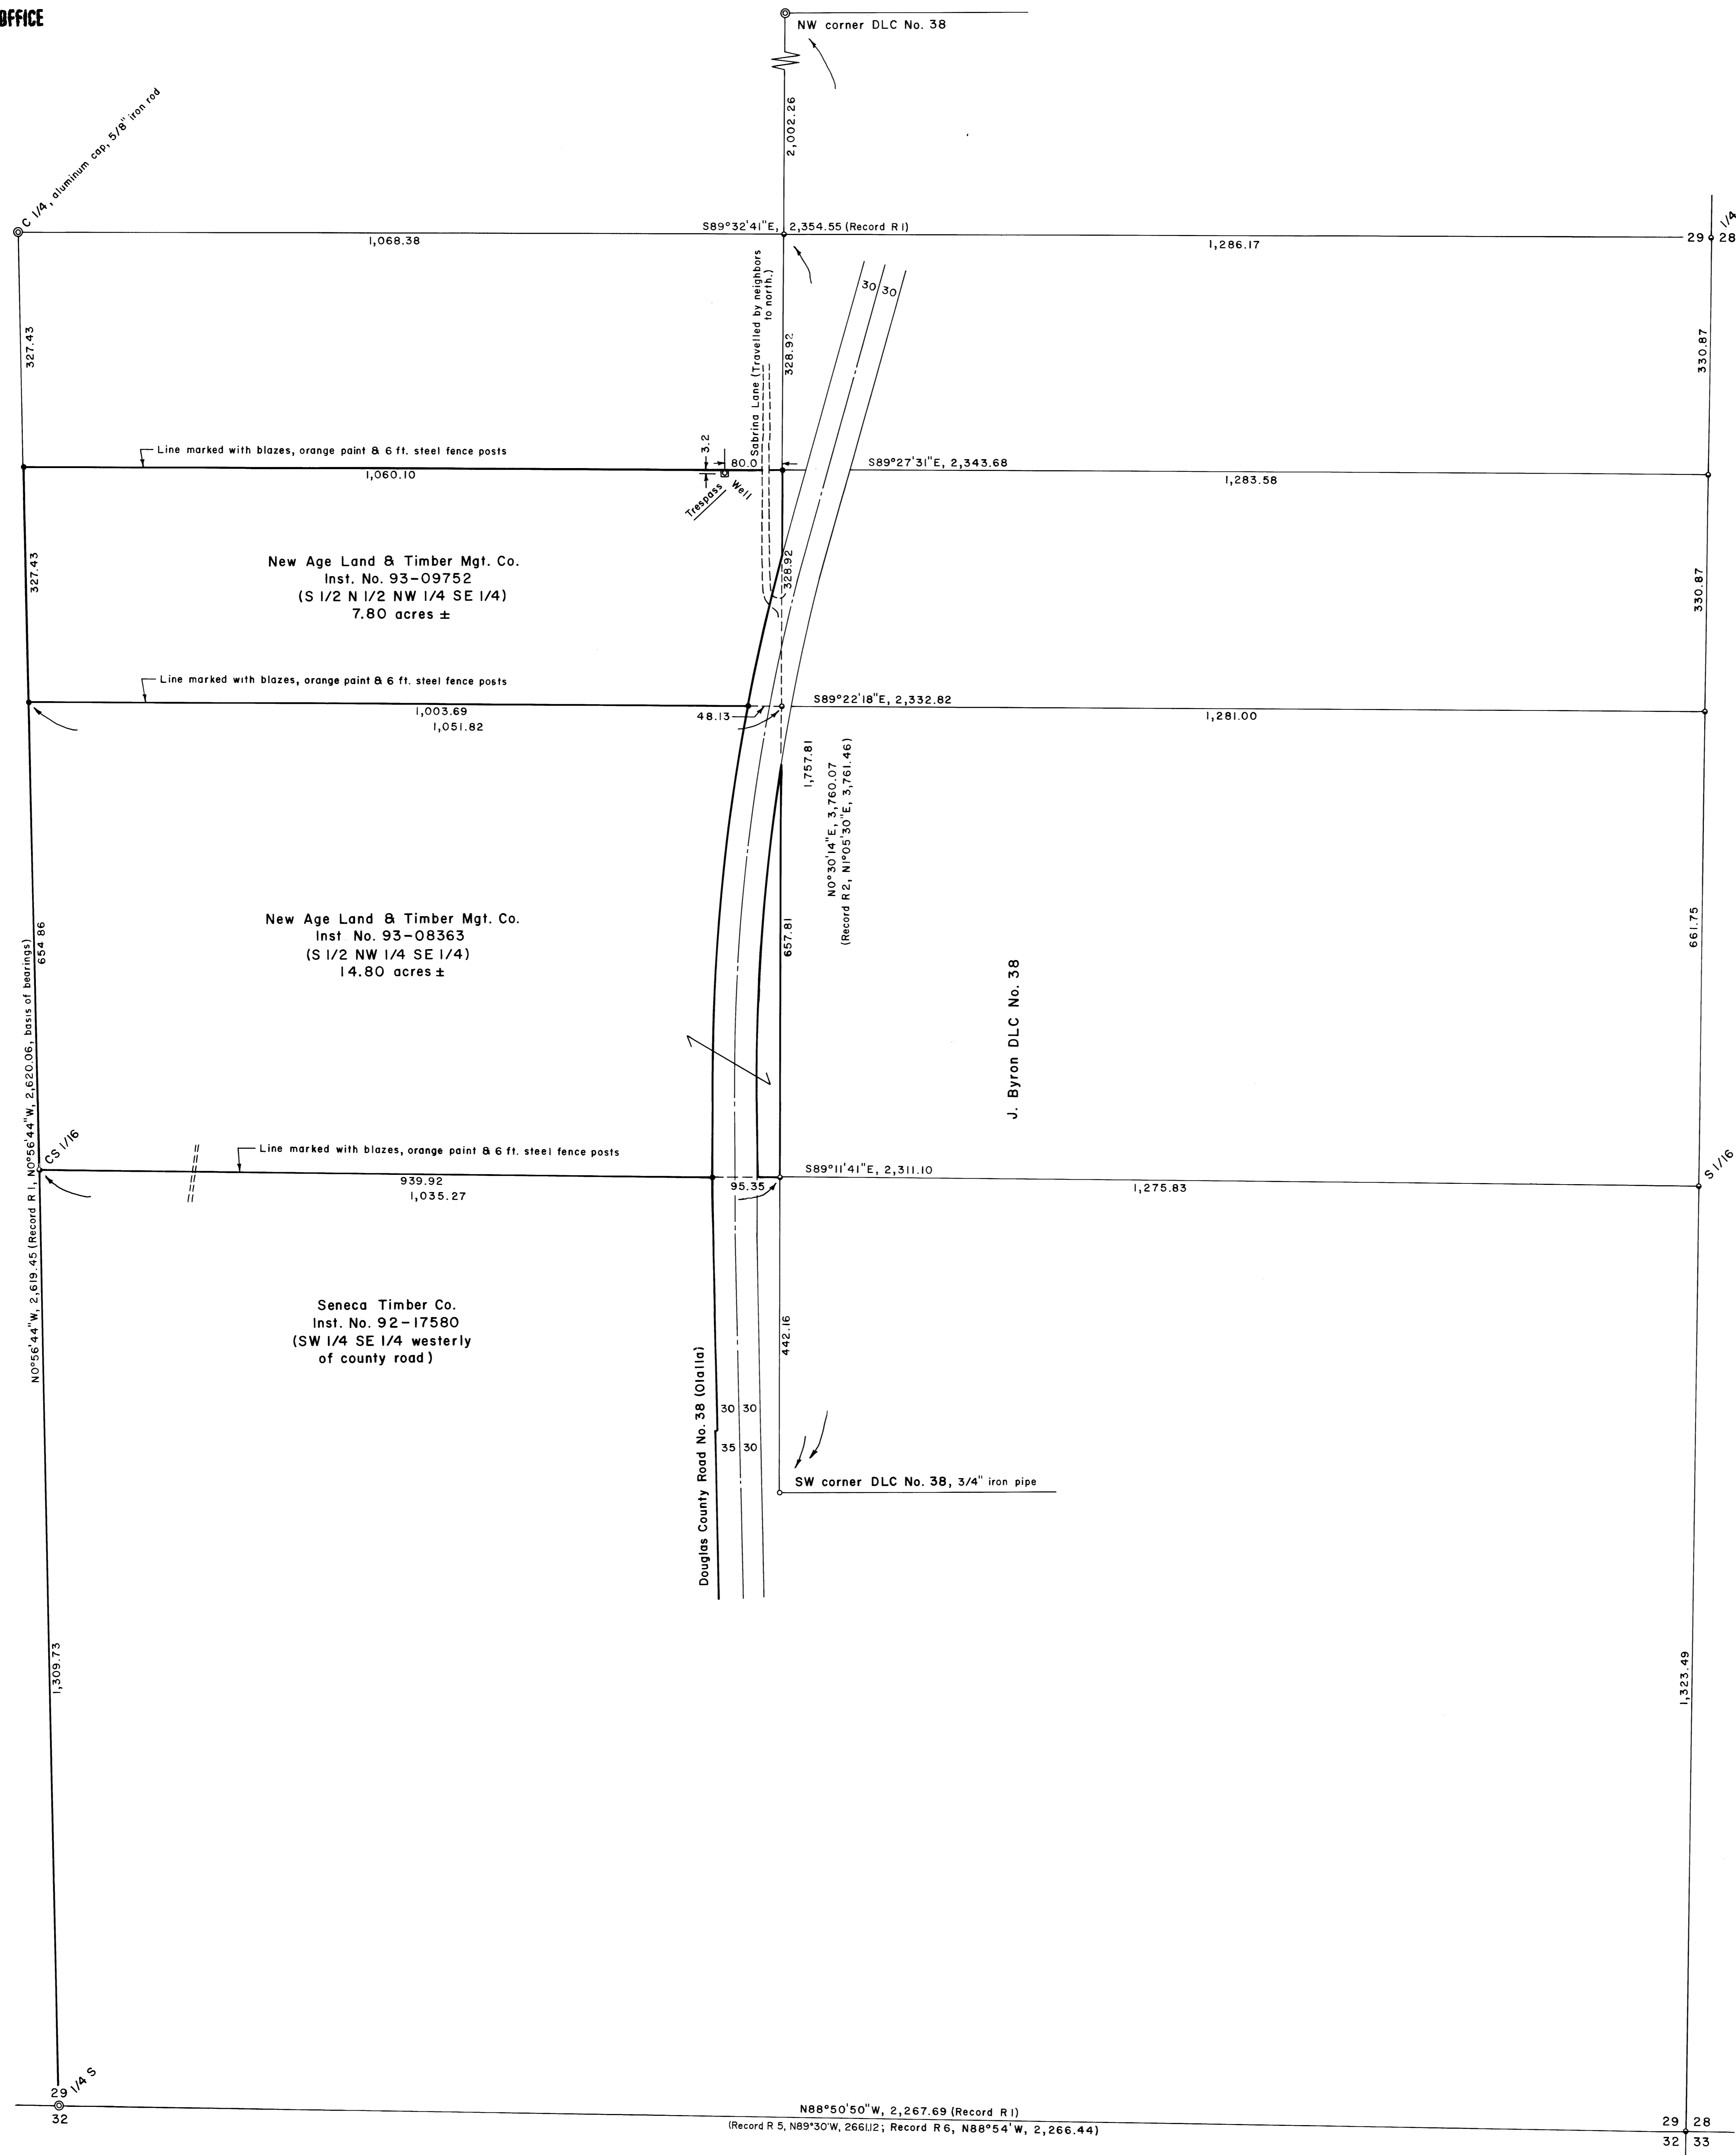 OFFICE
NW corner DLC No. 38
2,002.26
C 1/4, aluminum cap, 5/8" iron rod
S89°32'41"E, 2,354.55 (Record R1)
1,068.38
1,286.17
1/4
29 28
30 30
Sabrina Lane (Travelled by neighbors
to north.)
327.43
328.92
330.87
Line marked with blazes, orange paint & 6 ft. steel fence posts
3.2
80.0
S89°27'31"E, 2,343.68
1,060.10
1,283.58
Trespass Well
New Age Land & Timber Mgt. Co.
Inst. No. 93-09752
(S 1/2 N 1/2 NW 1/4 SE 1/4)
7.80 acres ±
327.43
328.92
330.87
Line marked with blazes, orange paint & 6 ft. steel fence posts
S89°22'18"E, 2,332.82
1,003.69
48.13
1,281.00
1,051.82
1,757.81
N0°30'14"E, 3,760.07
(Record R2, N1°05'30"E, 3,761.46)
New Age Land & Timber Mgt. Co.
Inst No. 93-08363
(S 1/2 NW 1/4 SE 1/4)
14.80 acres ±
654.86
657.81
661.75
J. Byron DLC No. 38
N0°56'44"W, 2,619.45 (Record R1, N0°56'44"W, 2,620.06, basis of bearings)
CS 1/16
Line marked with blazes, orange paint & 6 ft. steel fence posts
S89°11'41"E, 2,311.10
S 1/16
939.92
95.35
1,275.83
1,035.27
Seneca Timber Co.
Inst. No. 92-17580
(SW 1/4 SE 1/4 westerly
of county road)
442.16
Douglas County Road No. 38 (Olalla)
30 30
35 30
SW corner DLC No. 38, 3/4" iron pipe
1,309.73
1,323.49
29
1/4 S
32
N88°50'50"W, 2,267.69 (Record R1)
(Record R5, N89°30'W, 2661.12; Record R6, N88°54'W, 2,266.44)
29 28
32 33